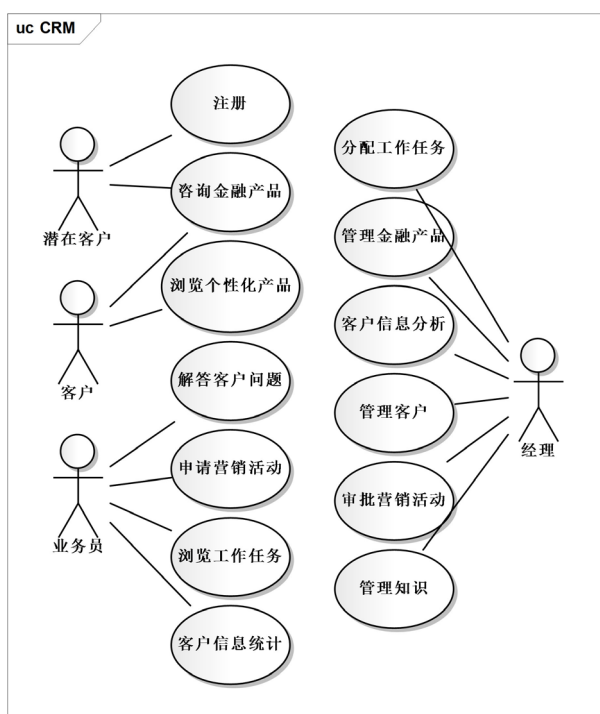 uc CRM
注册
咨询金融产品
浏览个性化产品
解答客户问题
申请营销活动
浏览工作任务
客户信息统计
潜在客户
客户
业务员
分配工作任务
管理金融产品
客户信息分析
管理客户
审批营销活动
管理知识
经理